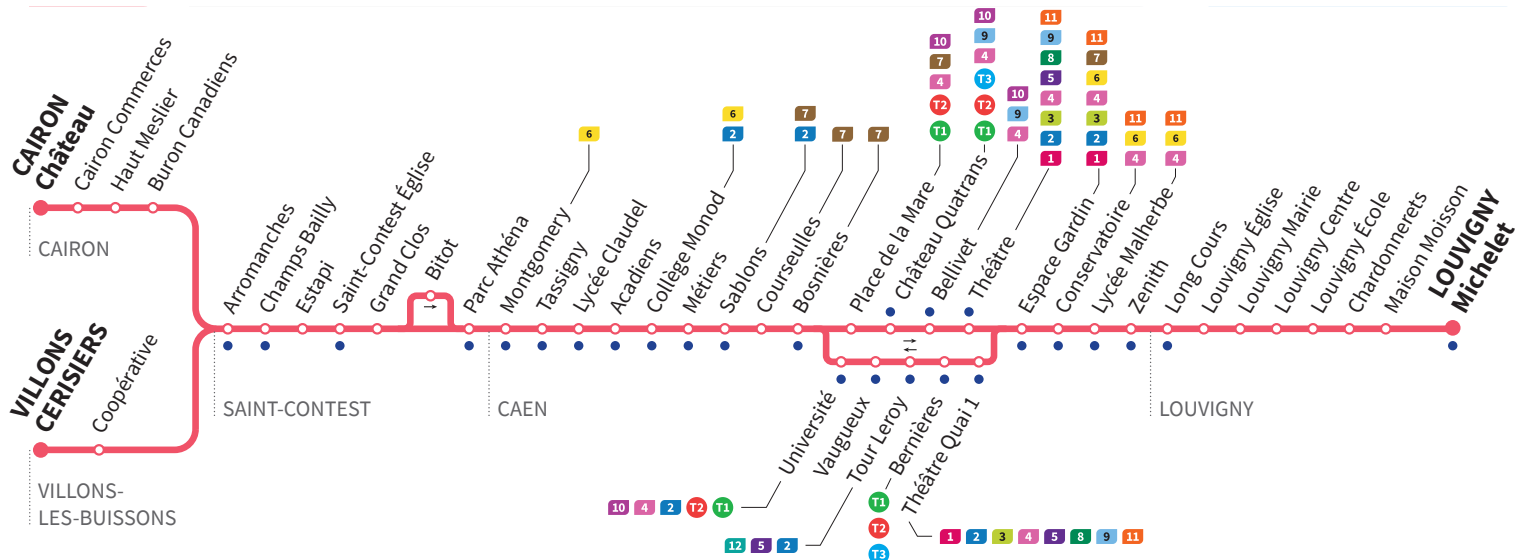 CAIRON
Château
Cairon Commerces
Haut Meslier
Buron Canadiens
CAIRON
VILLONS
CERISIERS
Coopérative
VILLONS-
LES-BUISSONS
Arromanches
Champs Bailly
Estapi
Saint-Contest Église
Grand Clos
Bitot
Parc Athéna
SAINT-CONTEST
Montgomery
6
Tassigny
Lycée Claudel
Acadiens
Collège Monod
6
2
Métiers
Sablons
7
2
Courseulles
7
Bosnières
7
CAEN
Place de la Mare
10
7
4
T2
T1
Château Quatrans
10
9
4
T3
T2
T1
Bellivet
10
9
4
Théâtre
11
9
8
5
4
3
2
1
Université
10 4 2 T2 T1
Vaugueux
Tour Leroy
12 5 2
Bernières
T1
T2
T3
Théâtre Quai 1
1 2 3 4 5 8 9 11
Espace Gardin
11
7
6
4
3
2
1
Conservatoire
11
6
4
Lycée Malherbe
11
6
4
Zenith
Long Cours
Louvigny Église
Louvigny Mairie
Louvigny Centre
Louvigny École
Chardonnerets
Maison Moisson
LOUVIGNY
Michelet
LOUVIGNY